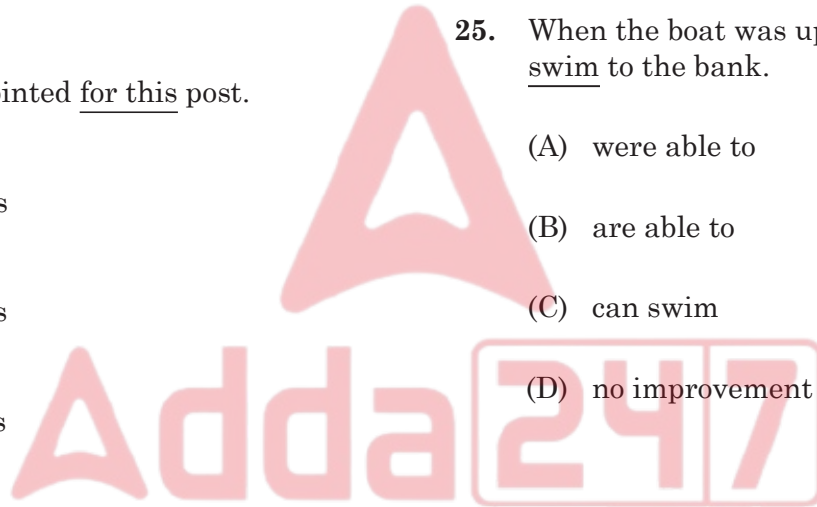 inted for this post.
s
s
s
25. When the boat was up
swim to the bank.
(A) were able to
(B) are able to
(C) can swim
(D) no improvement
Adda247